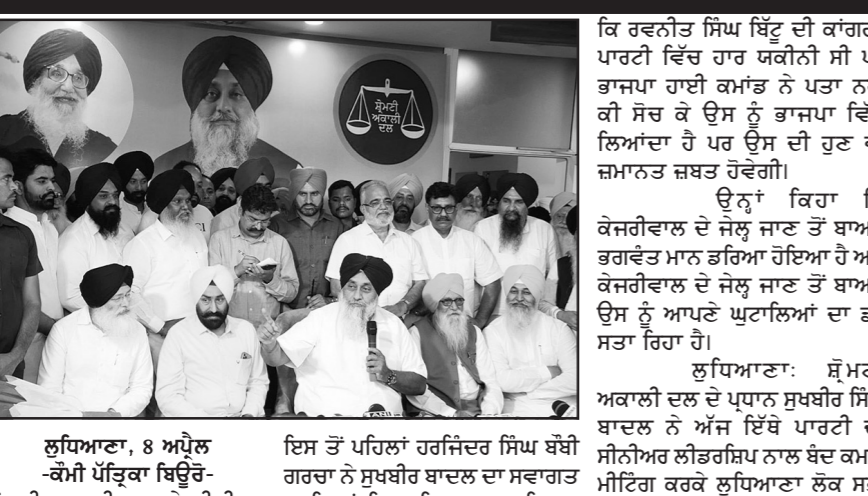 ਸ਼੍ਰੋਮਣੀ
ਅਕਾਲੀ
ਦਲ
ਲੁਧਿਆਣਾ, 8 ਅਪ੍ਰੈਲ
-ਕੌਮੀ ਪੱਤ੍ਰਿਕਾ ਬਿਊਰੋ-
ਇਸ ਤੋਂ ਪਹਿਲਾਂ ਹਰਜਿੰਦਰ ਸਿੰਘ ਬੌਬੀ
ਗਰਚਾ ਨੇ ਸੁਖਬੀਰ ਬਾਦਲ ਦਾ ਸਵਾਗਤ
ਕਿ ਰਵਨੀਤ ਸਿੰਘ ਬਿੱਟੂ ਦੀ
ਪਾਰਟੀ ਵਿੱਚ ਹਾਰ ਯਕੀਨੀ ਸੀ
ਭਾਜਪਾ ਹਾਈ ਕਮਾਂਡ ਨੇ ਪਤਾ
ਕੀ ਸੋਚ ਕੇ ਉਸ ਨੂੰ ਭਾਜਪਾ
ਲਿਆਂਦਾ ਹੈ ਪਰ ਉਸ ਦੀ ਹੁਣ
ਜ਼ਮਾਨਤ ਜ਼ਬਤ ਹੋਵੇਗੀ।
ਉਨ੍ਹਾਂ ਕਿਹਾ
ਕੇਜਰੀਵਾਲ ਦੇ ਜੇਲ੍ਹ ਜਾਣ ਤੋਂ
ਭਗਵੰਤ ਮਾਨ ਡਰਿਆ ਹੋਇਆ ਹੈ
ਕੇਜਰੀਵਾਲ ਦੇ ਜੇਲ੍ਹ ਜਾਣ ਤੋਂ
ਉਸ ਨੂੰ ਆਪਣੇ ਘੁਟਾਲਿਆਂ ਦਾ
ਸਤਾ ਰਿਹਾ ਹੈ।
ਲੁਧਿਆਣਾ:
ਅਕਾਲੀ ਦਲ ਦੇ ਪ੍ਰਧਾਨ ਸੁਖਬੀਰ
ਬਾਦਲ ਨੇ ਅੱਜ ਇੱਥੇ ਪਾਰਟੀ
ਸੀਨੀਅਰ ਲੀਡਰਸ਼ਿਪ ਨਾਲ ਬੰਦ
ਮੀਟਿੰਗ ਕਰਕੇ ਲੁਧਿਆਣਾ ਲੋਕ